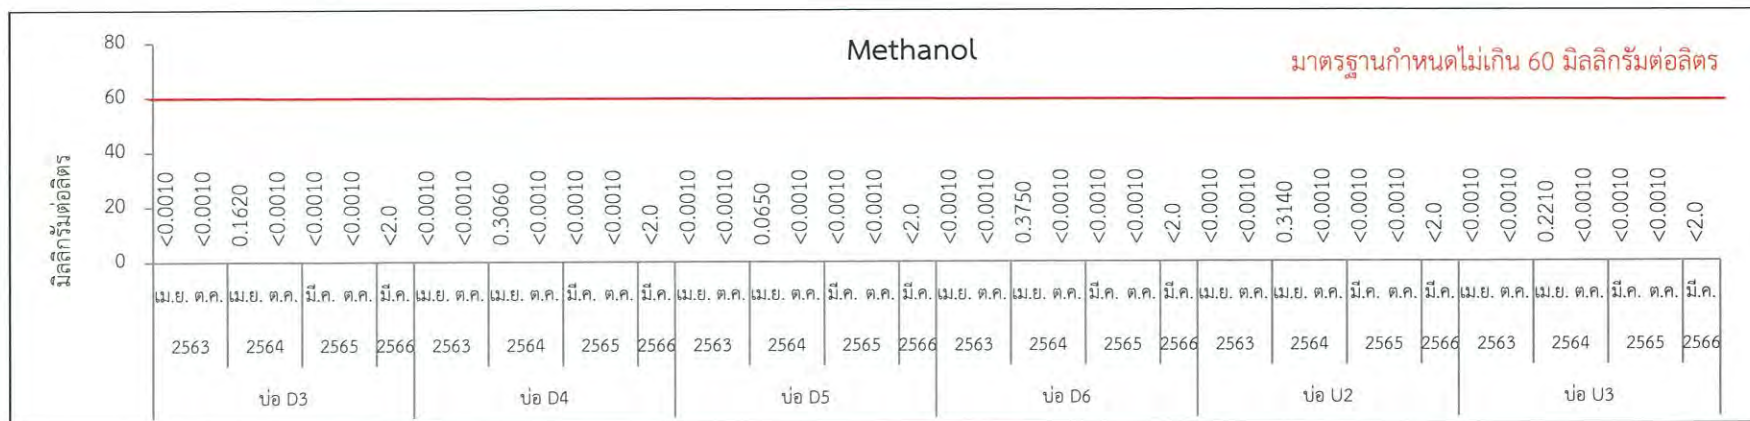 Methanol
มาตรฐานกำหนดไม่เกิน 60 มิลลิกรัมต่อลิตร
มิลลิกรัมต่อลิตร
80
60
40
20
0
<0.0010 <0.0010 0.1620 <0.0010 <0.0010 <0.0010 <2.0 <0.0010 <0.0010 0.3060 <0.0010 <0.0010 <0.0010 <2.0 <0.0010 <0.0010 0.0650 <0.0010 <0.0010 <0.0010 <2.0 <0.0010 <0.0010 0.3750 <0.0010 <0.0010 <0.0010 <2.0 <0.0010 <0.0010 0.3140 <0.0010 <0.0010 <0.0010 <2.0 <0.0010 <0.0010 0.2210 <0.0010 <0.0010 <0.0010 <2.0
เม.ย. ต.ค. เม.ย. ต.ค. มี.ค. ต.ค. มี.ค. เม.ย. ต.ค. เม.ย. ต.ค. มี.ค. ต.ค. มี.ค. เม.ย. ต.ค. เม.ย. ต.ค. มี.ค. ต.ค. มี.ค. เม.ย. ต.ค. เม.ย. ต.ค. มี.ค. ต.ค. มี.ค. เม.ย. ต.ค. เม.ย. ต.ค. มี.ค. ต.ค. มี.ค. เม.ย. ต.ค. เม.ย. ต.ค. มี.ค. ต.ค. มี.ค.
2563 2564 2565 2566 2563 2564 2565 2566 2563 2564 2565 2566 2563 2564 2565 2566 2563 2564 2565 2566 2563 2564 2565 2566
บ่อ D3 บ่อ D4 บ่อ D5 บ่อ D6 บ่อ U2 บ่อ U3